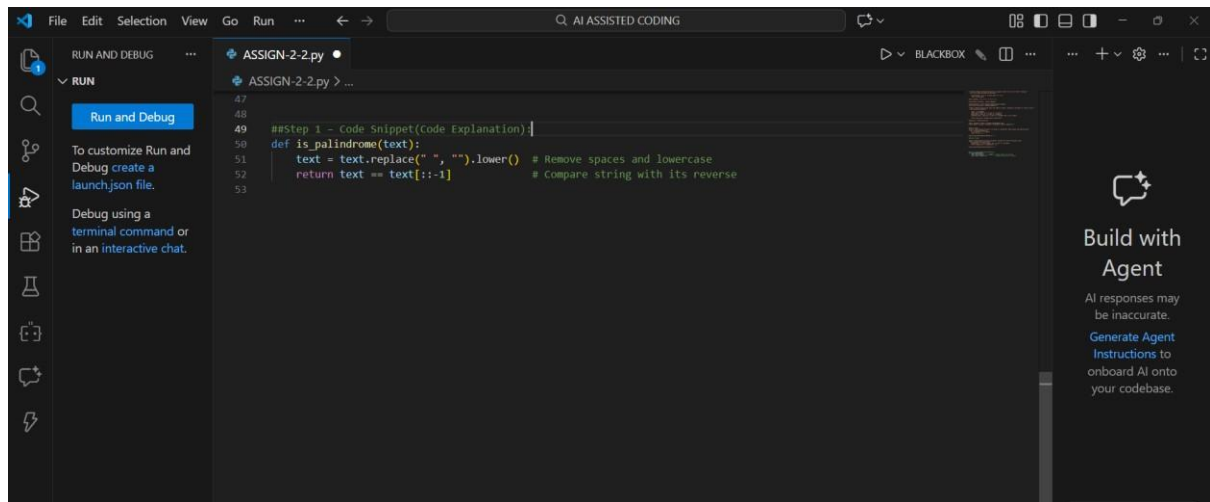 File Edit Selection View Go Run ··· ← → AI ASSISTED CODING
RUN AND DEBUG ···
RUN
Run and Debug
To customize Run and
Debug create a
launch.json file.
Debug using a
terminal command or
in an interactive chat.
1
ASSIGN-2-2.py
BLACKBOX
ASSIGN-2-2.py > ...
47
48
49 ##Step 1 – Code Snippet(Code Explanation):
50 def is_palindrome(text):
51 text = text.replace(" ", "").lower() # Remove spaces and lowercase
52 return text == text[::-1] # Compare string with its reverse
53
Build with
Agent
AI responses may
be inaccurate.
Generate Agent
Instructions to
onboard AI onto
your codebase.